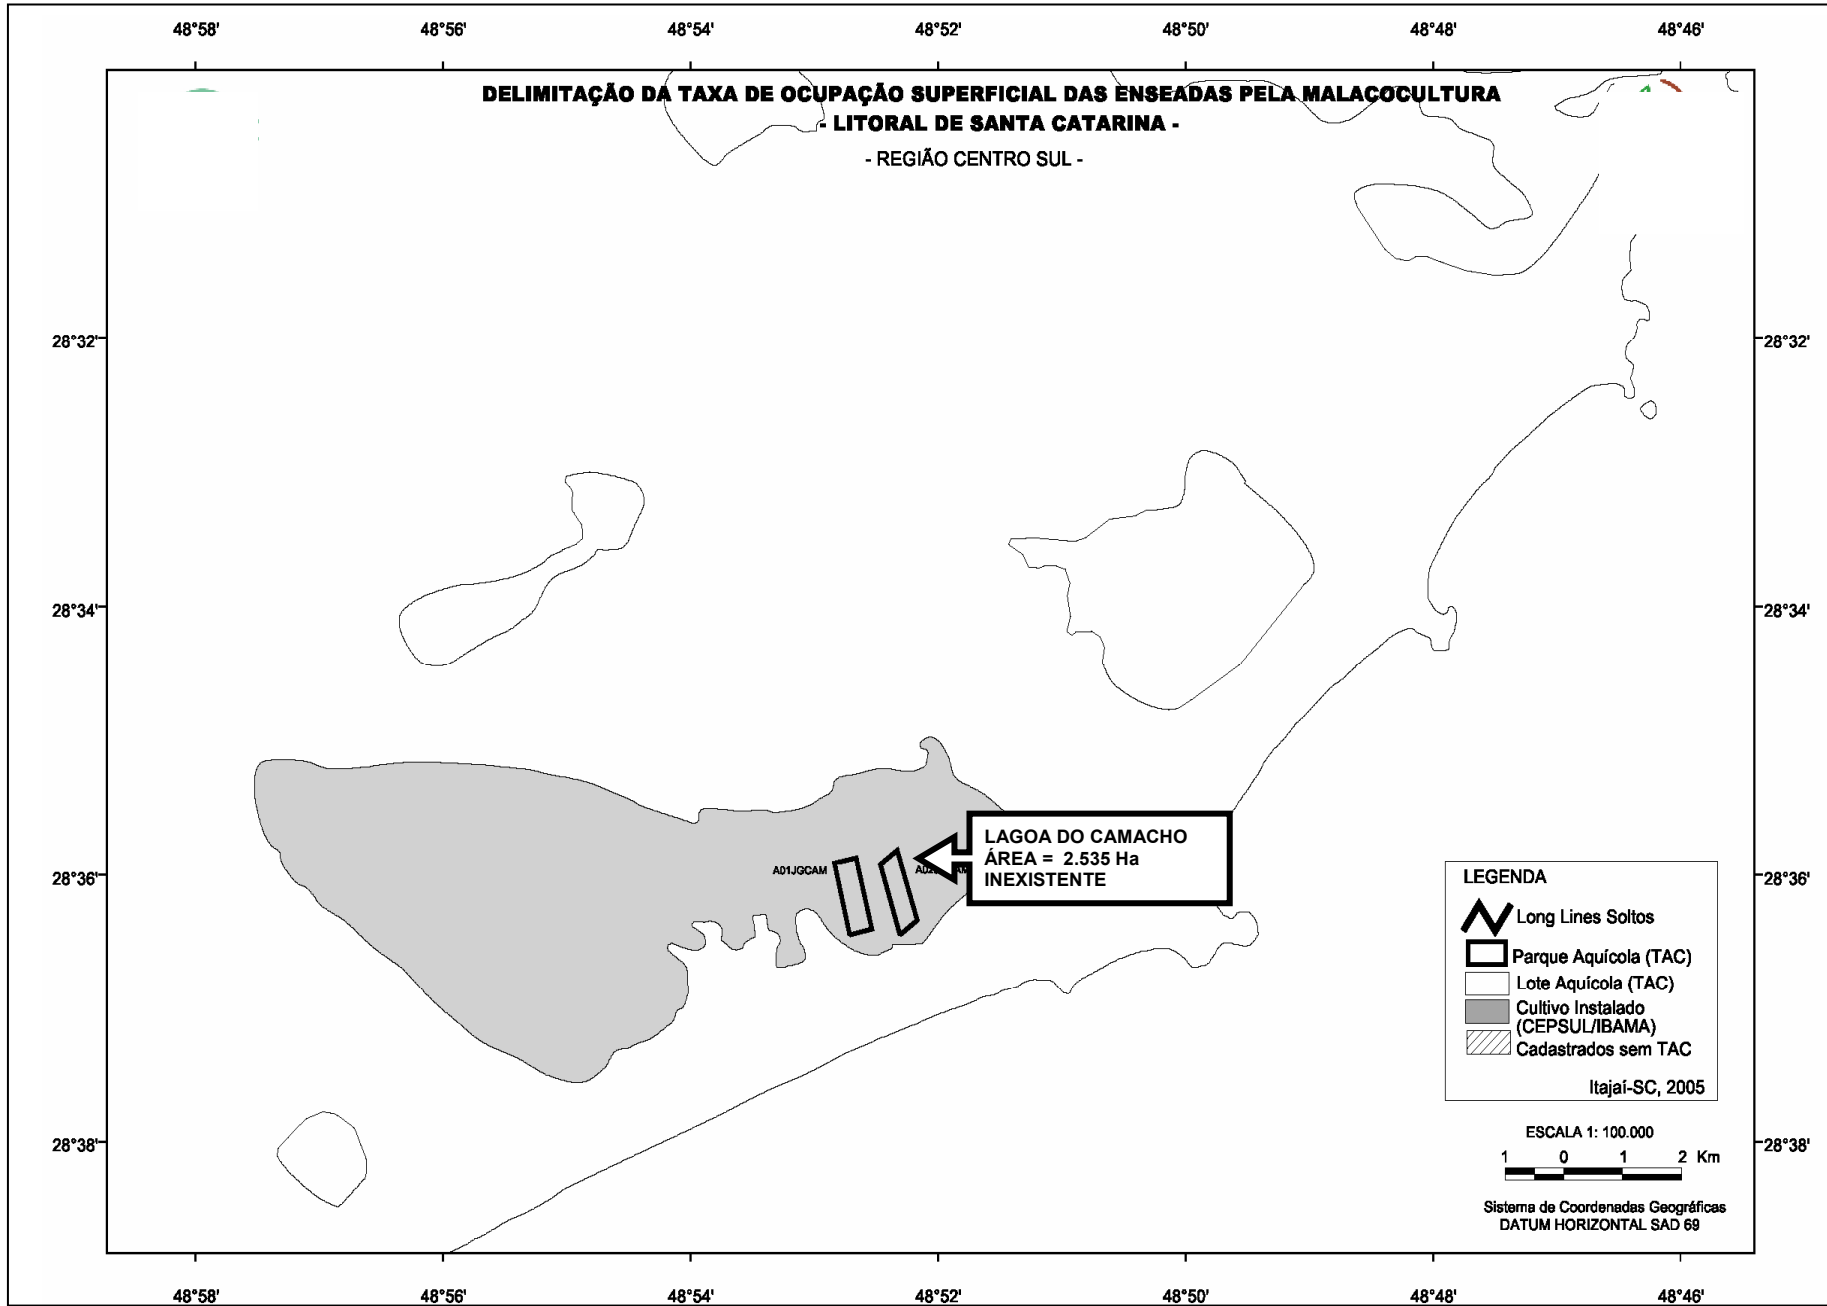 48°58' 48°56' 48°54' 48°52' 48°50' 48°48' 48°46'
DELIMITAÇÃO DA TAXA DE OCUPAÇÃO SUPERFICIAL DAS ENSEADAS PELA MALACOCULTURA
- LITORAL DE SANTA CATARINA -
- REGIÃO CENTRO SUL -
28°32' 28°32'
28°34' 28°34'
LAGOA DO CAMACHO
ÁREA = 2.535 Ha
INEXISTENTE
A01JGCAM
28°36' 28°36'
LEGENDA
Long Lines Soltos
Parque Aquícola (TAC)
Lote Aquícola (TAC)
Cultivo Instalado
(CEPSUL/IBAMA)
Cadastrados sem TAC
Itajaí-SC, 2005
ESCALA 1: 100.000
28°38' 28°38'
1 0 1 2 Km
Sistema de Coordenadas Geográficas
DATUM HORIZONTAL SAD 69
48°58' 48°56' 48°54' 48°52' 48°50' 48°48' 48°46'